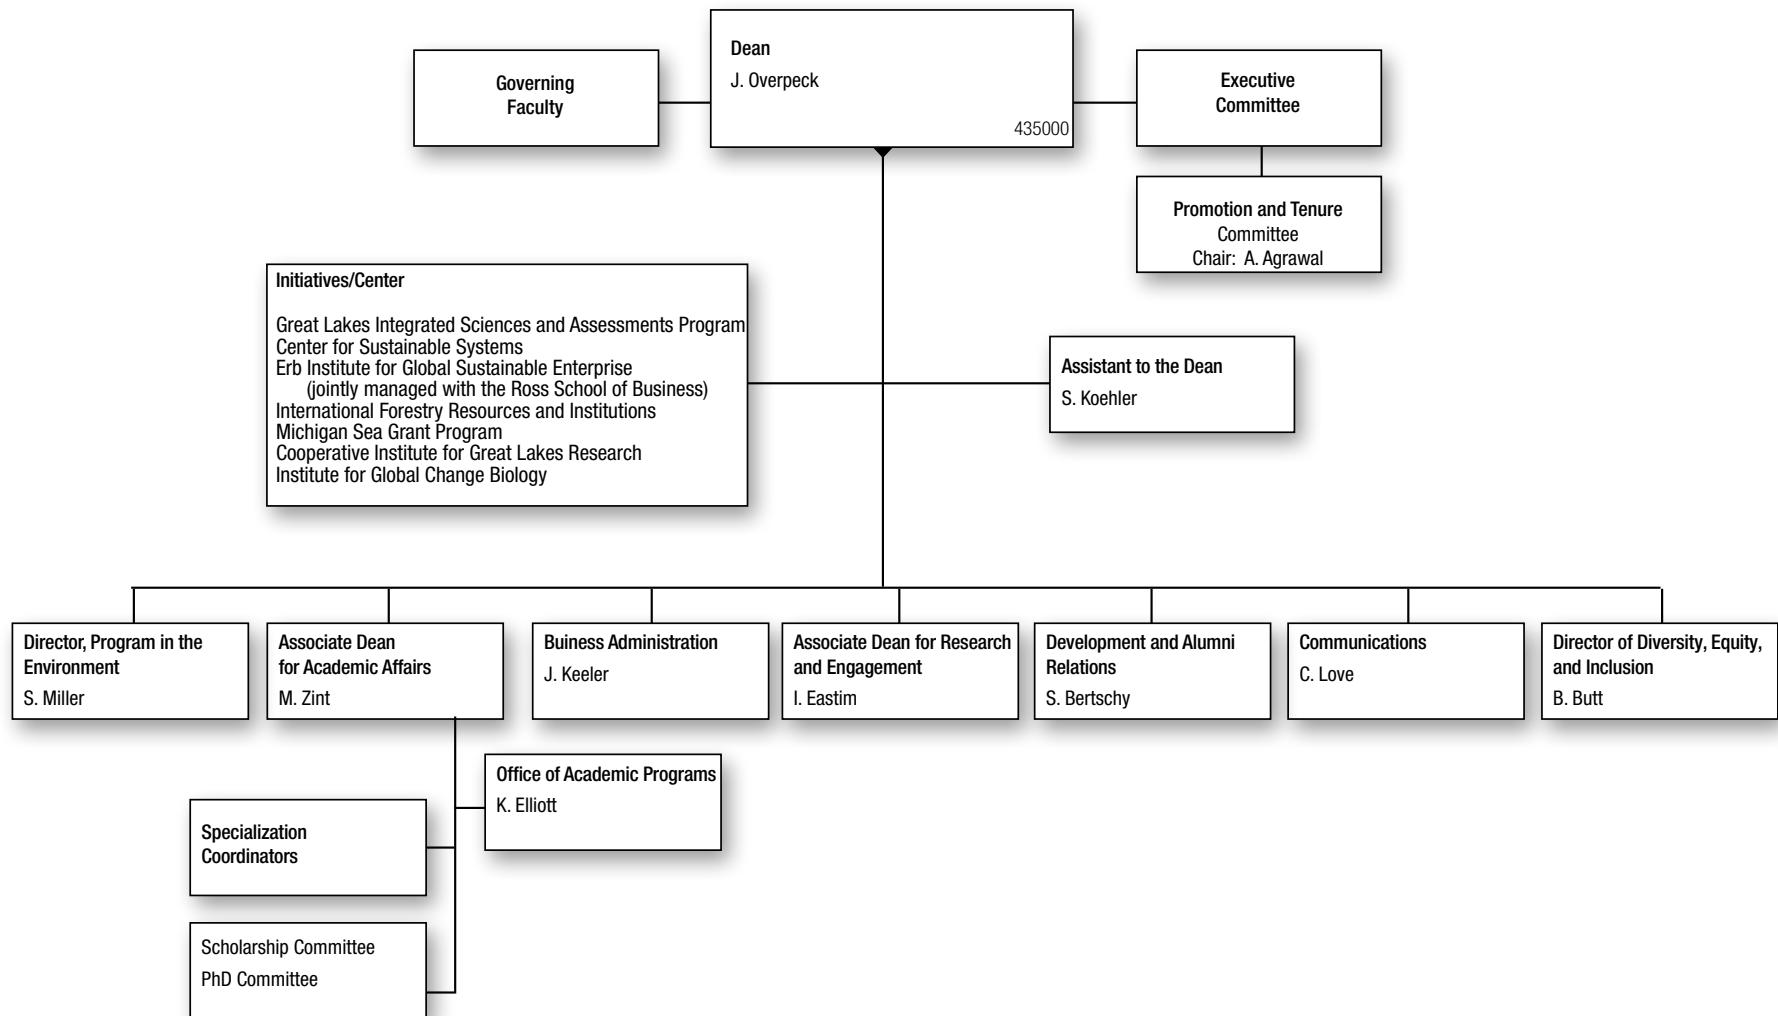 Dean
J. Overpeck
435000
Governing
Faculty
Executive
Committee
Promotion and Tenure
Committee
Chair: A. Agrawal
Initiatives/Center
Great Lakes Integrated Sciences and Assessments Program
Center for Sustainable Systems
Erb Institute for Global Sustainable Enterprise
(jointly managed with the Ross School of Business)
International Forestry Resources and Institutions
Michigan Sea Grant Program
Cooperative Institute for Great Lakes Research
Institute for Global Change Biology
Assistant to the Dean
S. Koehler
Director, Program in the
Environment
S. Miller
Associate Dean
for Academic Affairs
M. Zint
Buiness Administration
J. Keeler
Associate Dean for Research
and Engagement
I. Eastim
Development and Alumni
Relations
S. Bertschy
Communications
C. Love
Director of Diversity, Equity,
and Inclusion
B. Butt
Office of Academic Programs
K. Elliott
Specialization
Coordinators
Scholarship Committee
PhD Committee